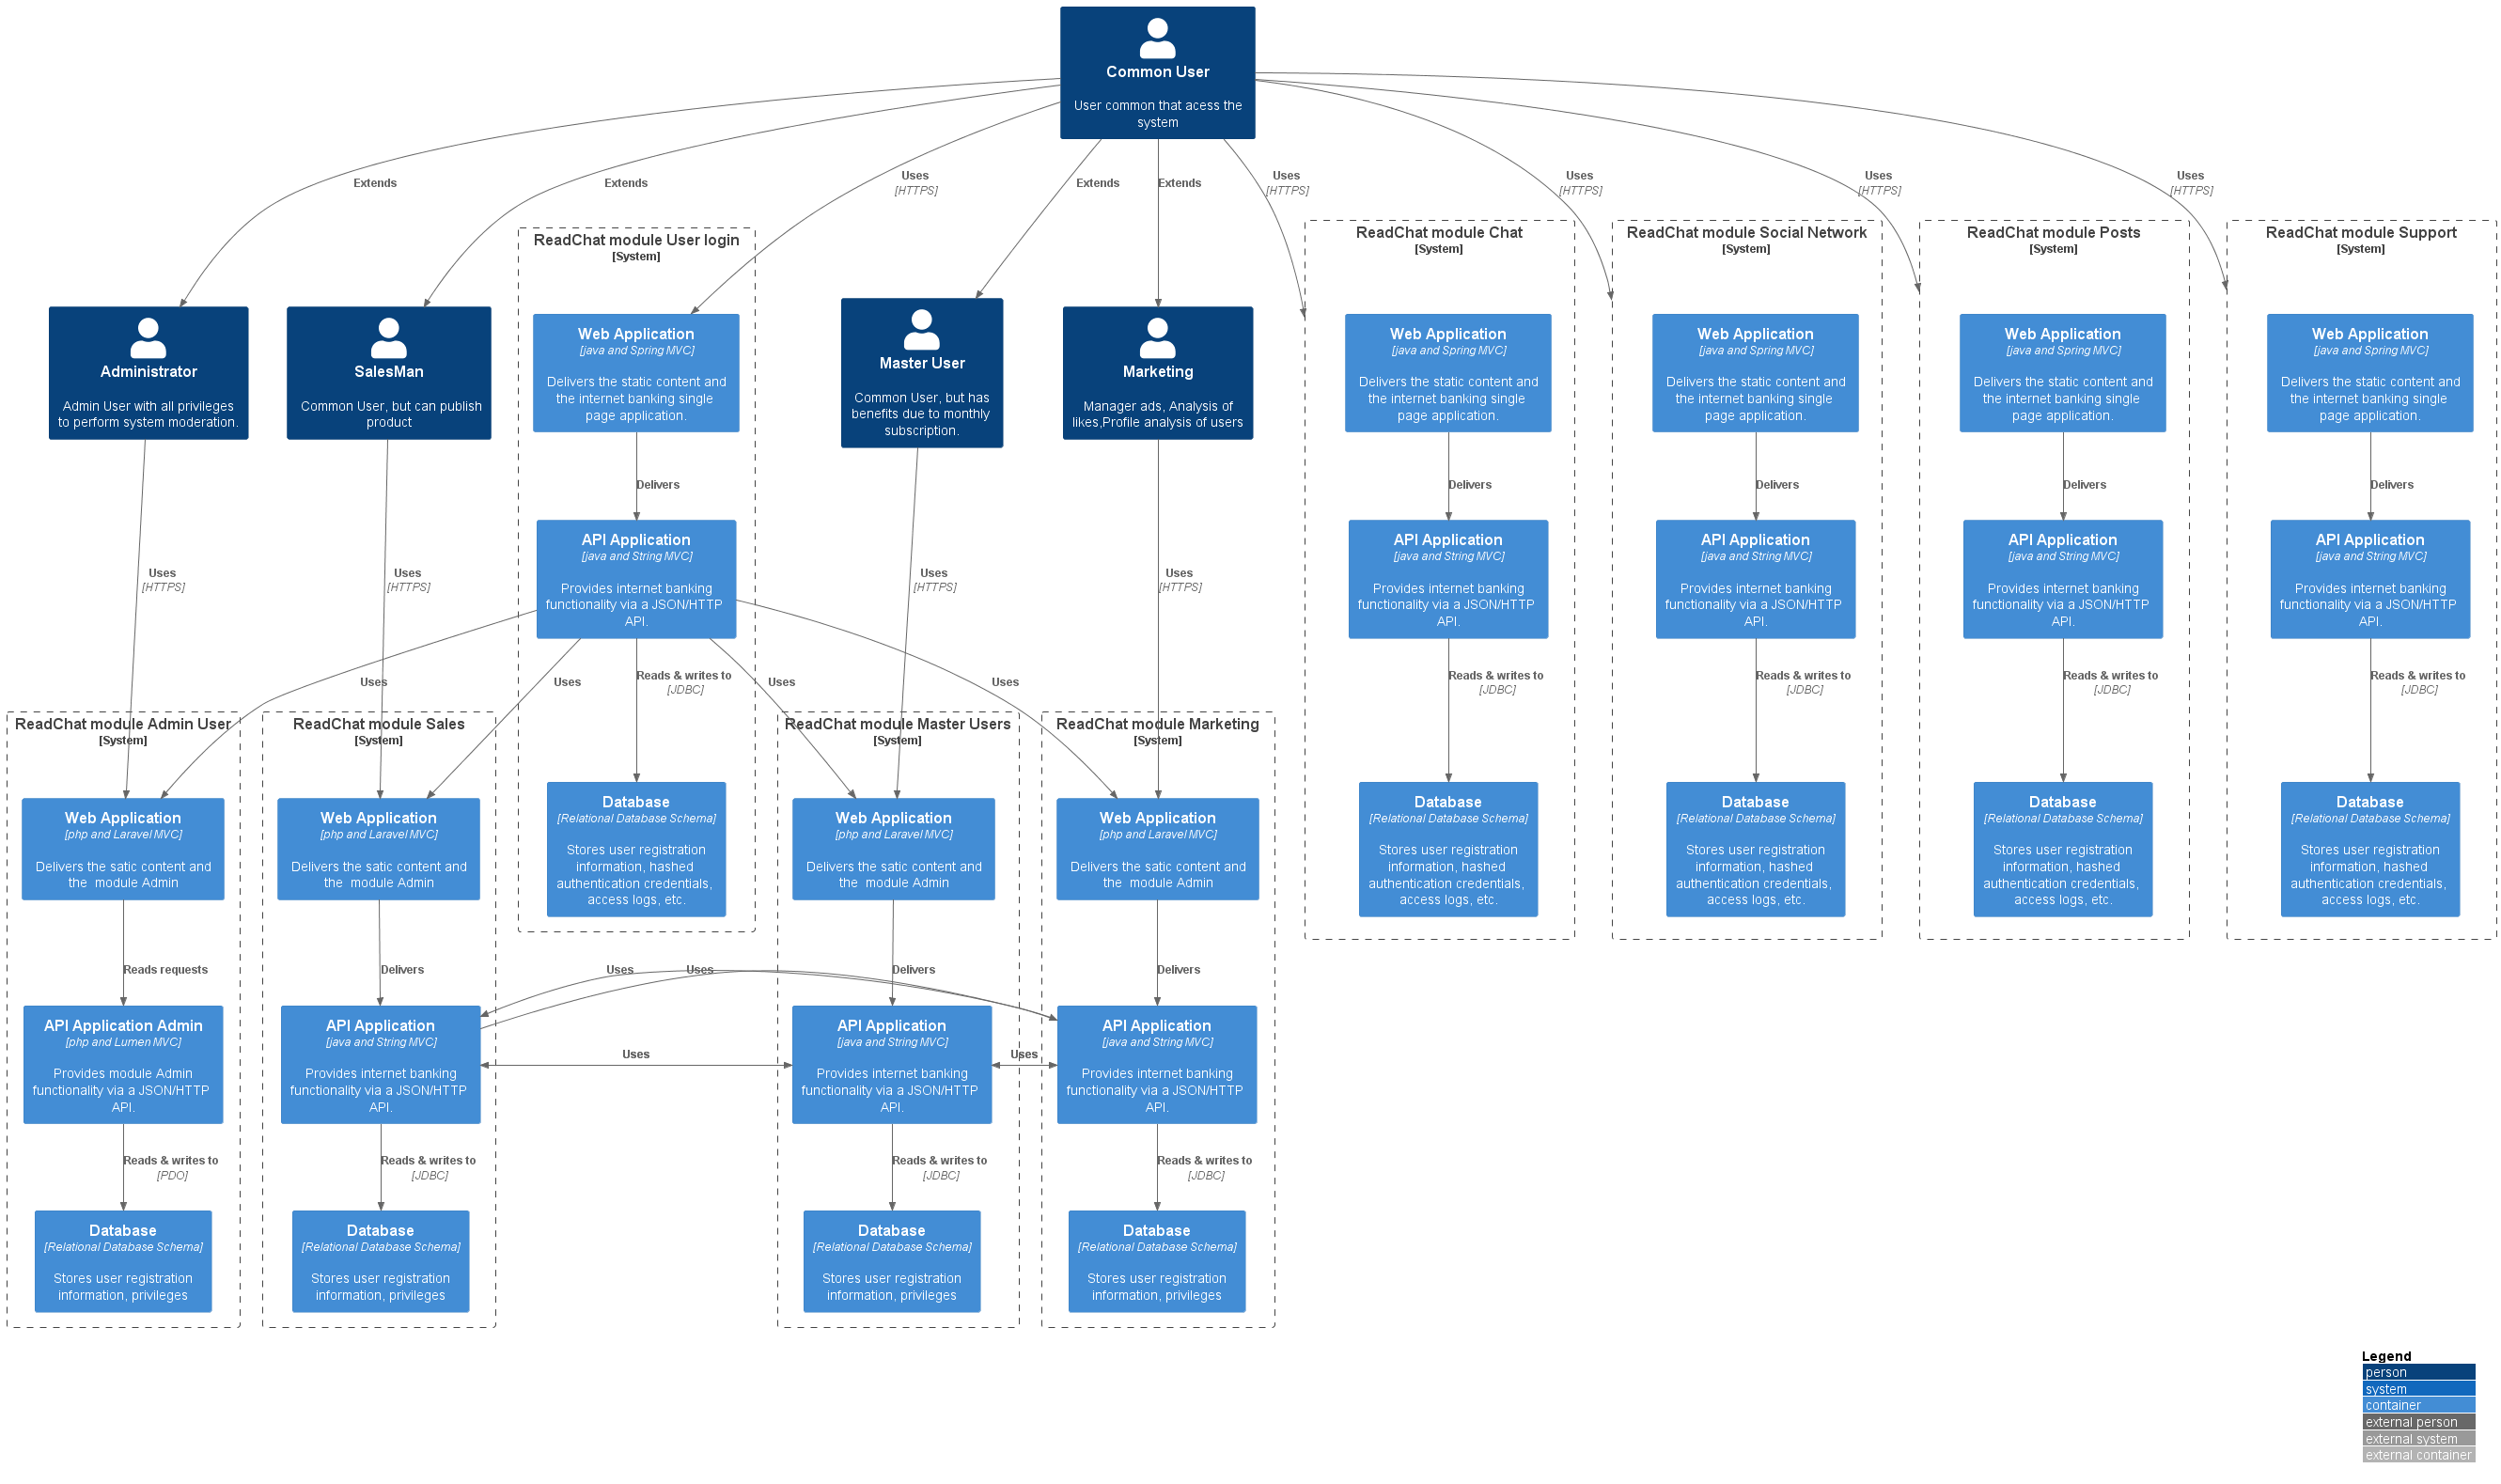 Common User
User common that acess the
system
Extends
Extends
Uses
[HTTPS]
Extends
Extends
Uses
[HTTPS]
Uses
[HTTPS]
Uses
[HTTPS]
Uses
[HTTPS]
ReadChat module User login
[System]
ReadChat module Chat
[System]
ReadChat module Social Network
[System]
ReadChat module Posts
[System]
ReadChat module Support
[System]
Administrator
Admin User with all privileges
to perform system moderation.
SalesMan
Common User, but can publish
product
Web Application
[java and Spring MVC]
Delivers the static content and
the internet banking single
page application.
Master User
Common User, but has
benefits due to monthly
subscription.
Marketing
Manager ads, Analysis of
likes,Profile analysis of users
Web Application
[java and Spring MVC]
Delivers the static content and
the internet banking single
page application.
Web Application
[java and Spring MVC]
Delivers the static content and
the internet banking single
page application.
Web Application
[java and Spring MVC]
Delivers the static content and
the internet banking single
page application.
Web Application
[java and Spring MVC]
Delivers the static content and
the internet banking single
page application.
Delivers
Delivers
Delivers
Delivers
Delivers
Uses
[HTTPS]
Uses
[HTTPS]
API Application
[java and String MVC]
Provides internet banking
functionality via a JSON/HTTP
API.
Uses
[HTTPS]
Uses
[HTTPS]
API Application
[java and String MVC]
Provides internet banking
functionality via a JSON/HTTP
API.
API Application
[java and String MVC]
Provides internet banking
functionality via a JSON/HTTP
API.
API Application
[java and String MVC]
Provides internet banking
functionality via a JSON/HTTP
API.
API Application
[java and String MVC]
Provides internet banking
functionality via a JSON/HTTP
API.
Uses
Uses
Reads & writes to
[JDBC]
Uses
Uses
Reads & writes to
[JDBC]
Reads & writes to
[JDBC]
Reads & writes to
[JDBC]
Reads & writes to
[JDBC]
ReadChat module Admin User
[System]
ReadChat module Sales
[System]
ReadChat module Master Users
[System]
ReadChat module Marketing
[System]
Web Application
[php and Laravel MVC]
Delivers the satic content and
the  module Admin
Web Application
[php and Laravel MVC]
Delivers the satic content and
the  module Admin
Database
[Relational Database Schema]
Stores user registration
information, hashed
authentication credentials,
access logs, etc.
Web Application
[php and Laravel MVC]
Delivers the satic content and
the  module Admin
Web Application
[php and Laravel MVC]
Delivers the satic content and
the  module Admin
Database
[Relational Database Schema]
Stores user registration
information, hashed
authentication credentials,
access logs, etc.
Database
[Relational Database Schema]
Stores user registration
information, hashed
authentication credentials,
access logs, etc.
Database
[Relational Database Schema]
Stores user registration
information, hashed
authentication credentials,
access logs, etc.
Database
[Relational Database Schema]
Stores user registration
information, hashed
authentication credentials,
access logs, etc.
Reads requests
Delivers
Uses
Uses
Delivers
Delivers
API Application Admin
[php and Lumen MVC]
Provides module Admin
functionality via a JSON/HTTP
API.
API Application
[java and String MVC]
Provides internet banking
functionality via a JSON/HTTP
API.
Uses
API Application
[java and String MVC]
Provides internet banking
functionality via a JSON/HTTP
API.
Uses
API Application
[java and String MVC]
Provides internet banking
functionality via a JSON/HTTP
API.
Reads & writes to
[PDO]
Reads & writes to
[JDBC]
Reads & writes to
[JDBC]
Reads & writes to
[JDBC]
Database
[Relational Database Schema]
Stores user registration
information, privileges
Database
[Relational Database Schema]
Stores user registration
information, privileges
Database
[Relational Database Schema]
Stores user registration
information, privileges
Database
[Relational Database Schema]
Stores user registration
information, privileges
Legend
person
system
container
external person
external system
external container